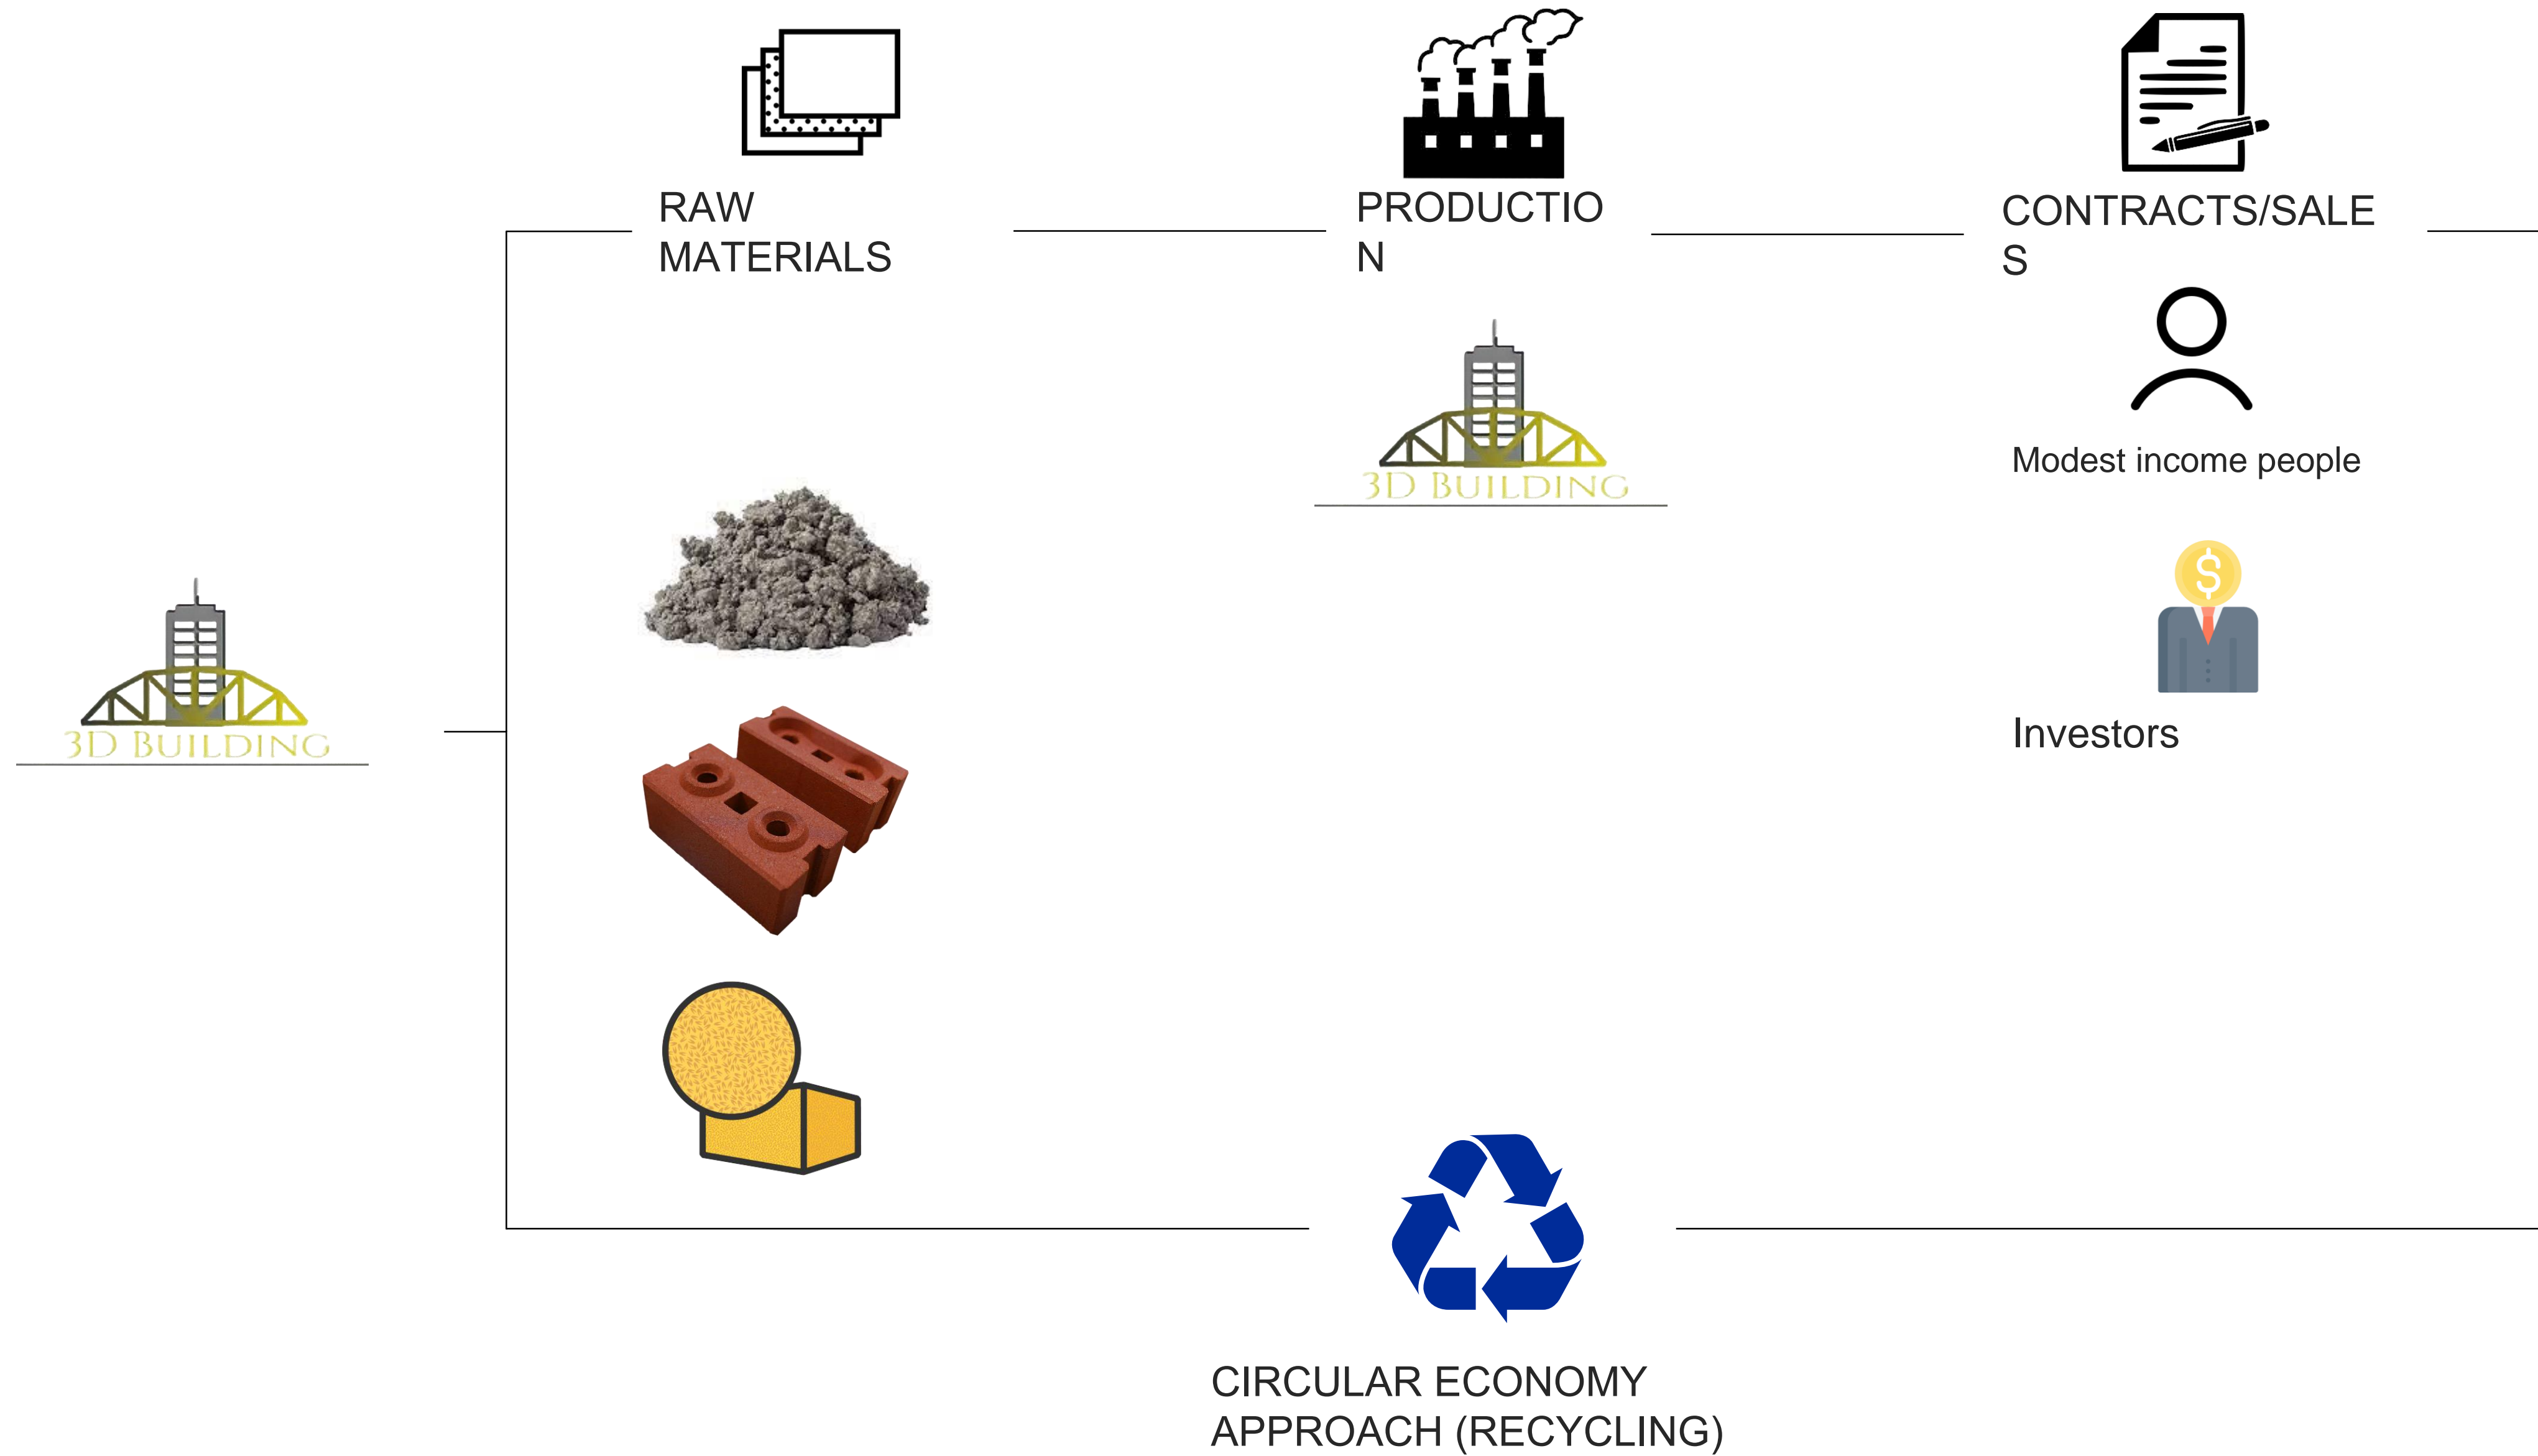 RAW
MATERIALS
PRODUCTIO
N
CONTRACTS/SALE
S
3D BUILDING
Modest income people
3D BUILDING
Investors
CIRCULAR ECONOMY
APPROACH (RECYCLING)